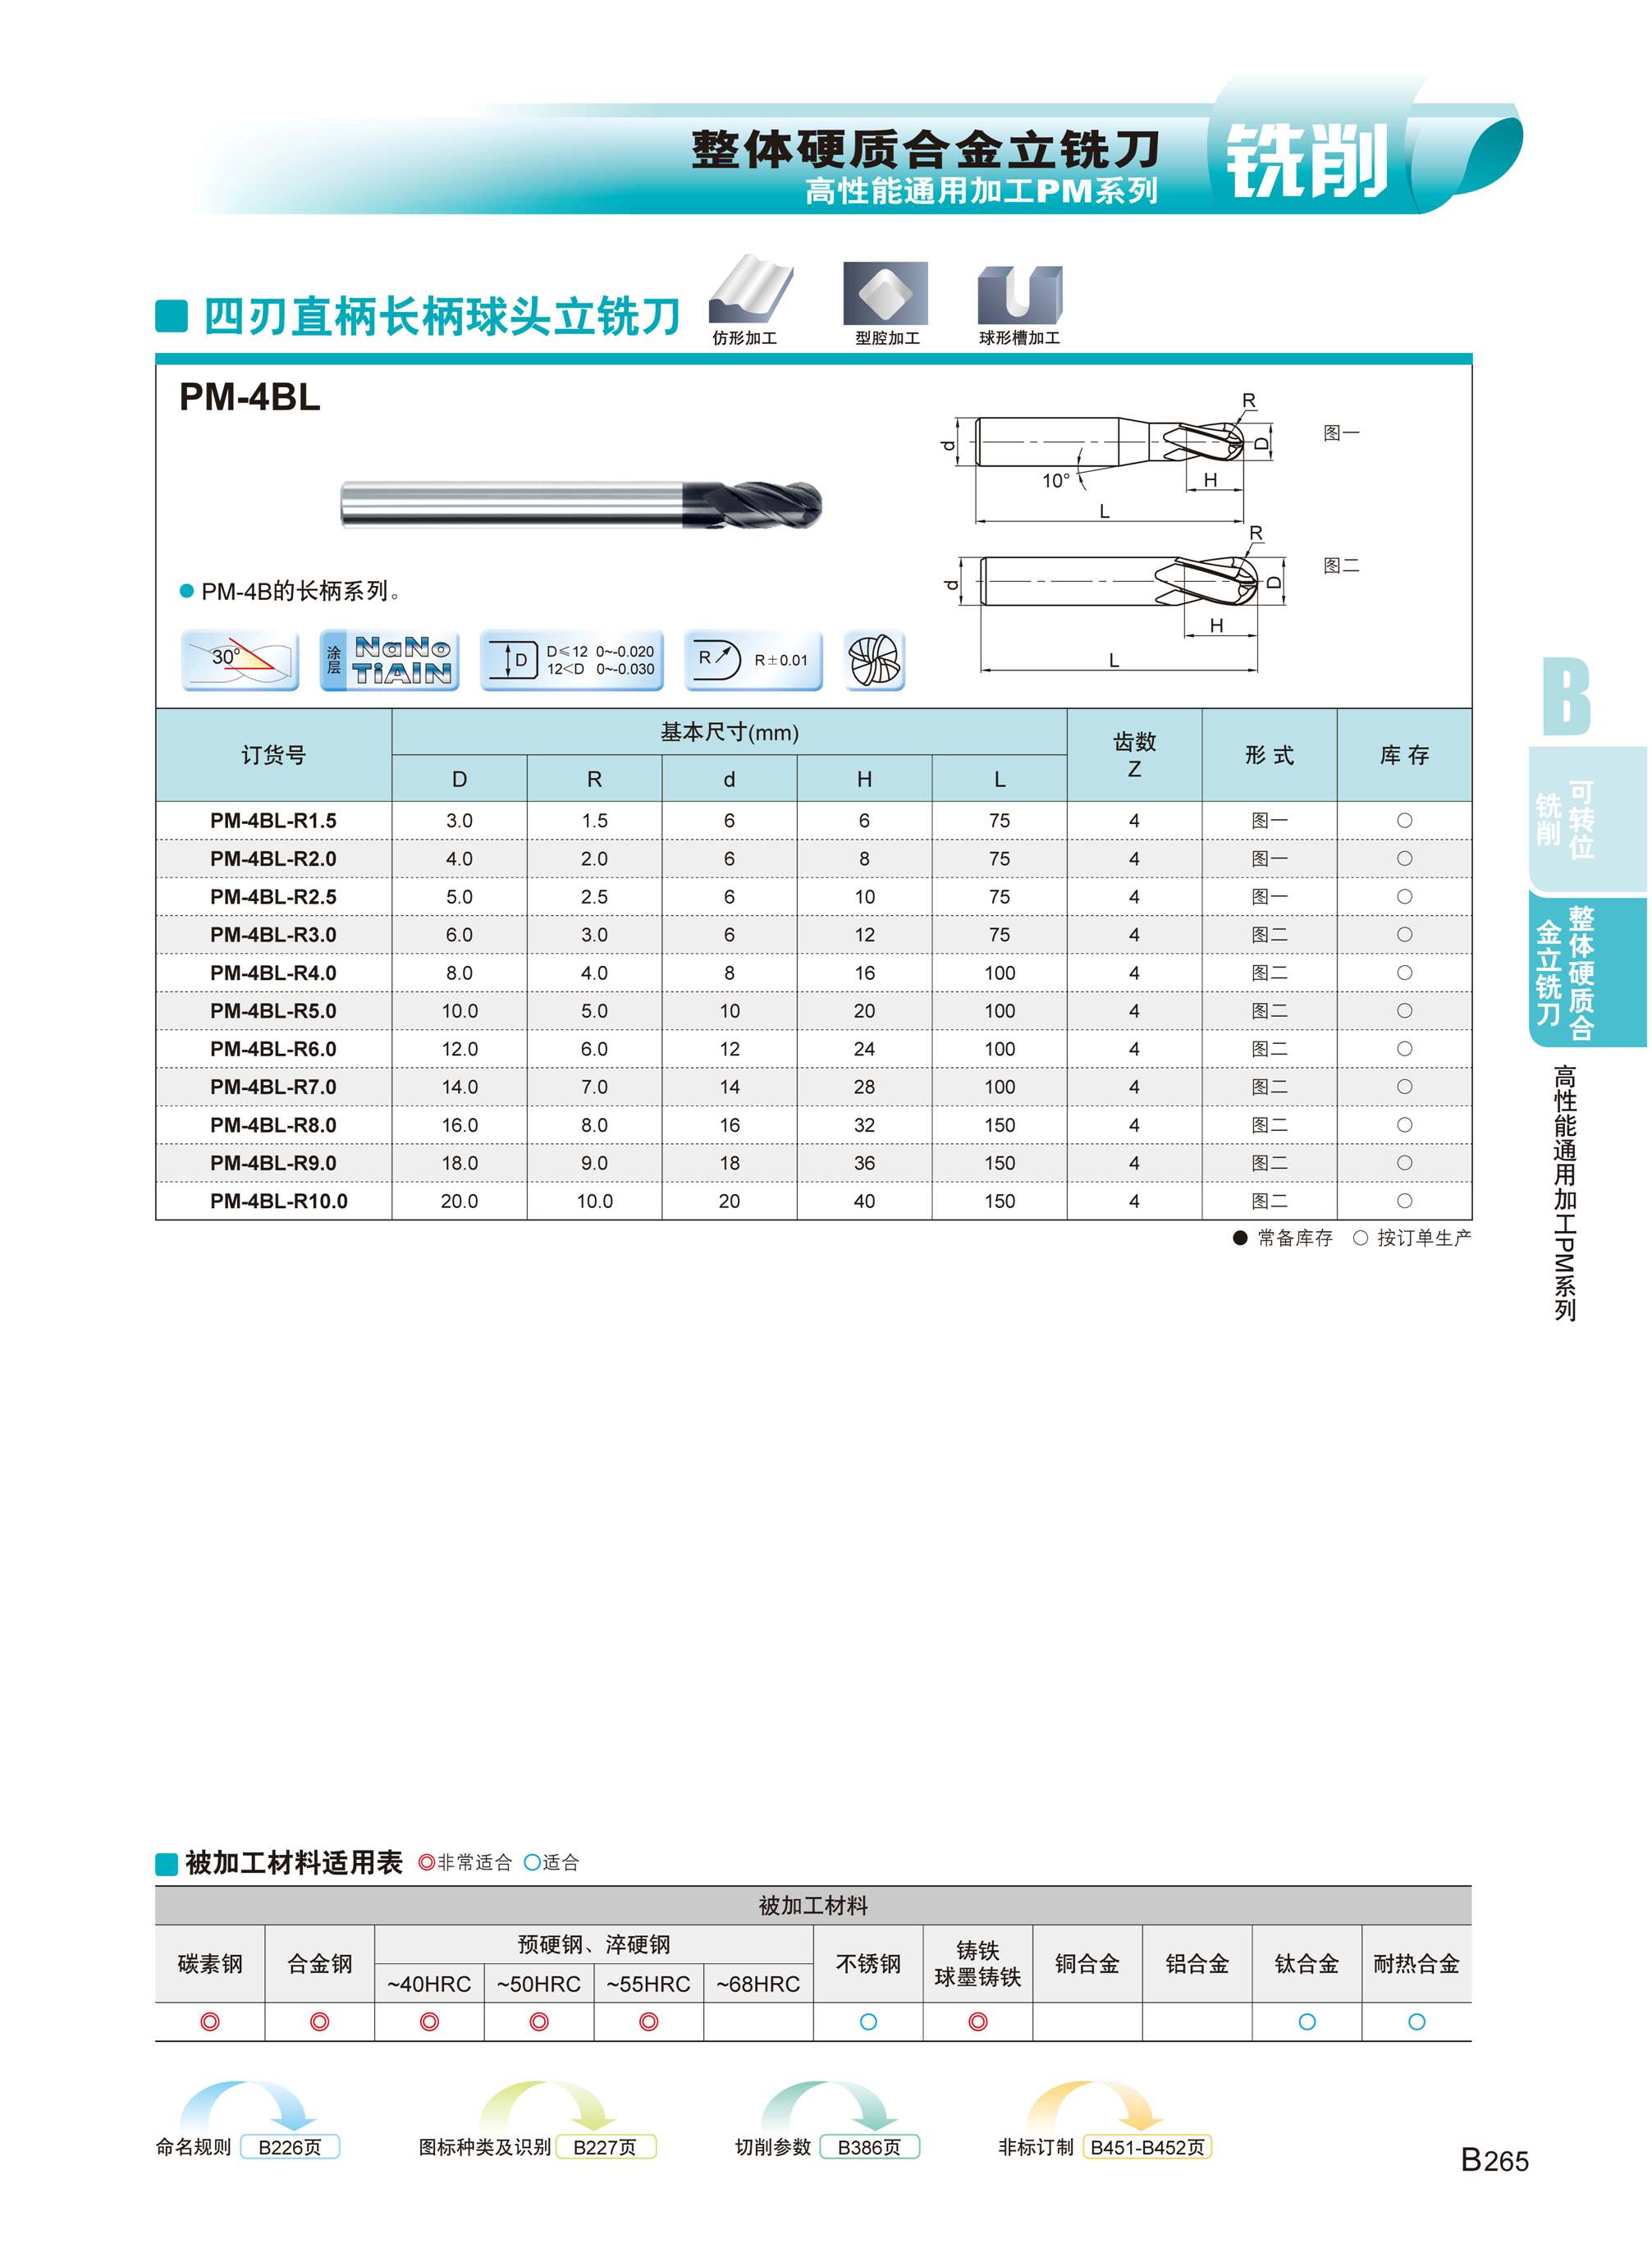 整体硬质合金立铣刀
高性能通用加工PM系列
铣削
四刃直柄长柄球头立铣刀
仿形加工 型腔加工 球形槽加工
PM-4BL
R
d D 图一
10° H
L
R
d D 图二
H
L
PM-4B的长柄系列。
30°
涂层 NaNo TiAlN
D D≤12 0~-0.020
12<D 0~-0.030
R R±0.01
订货号 基本尺寸(mm) 齿数 Z 形 式 库 存
D R d H L
PM-4BL-R1.5 3.0 1.5 6 6 75 4 图一 ○
PM-4BL-R2.0 4.0 2.0 6 8 75 4 图一 ○
PM-4BL-R2.5 5.0 2.5 6 10 75 4 图一 ○
PM-4BL-R3.0 6.0 3.0 6 12 75 4 图二 ○
PM-4BL-R4.0 8.0 4.0 8 16 100 4 图二 ○
PM-4BL-R5.0 10.0 5.0 10 20 100 4 图二 ○
PM-4BL-R6.0 12.0 6.0 12 24 100 4 图二 ○
PM-4BL-R7.0 14.0 7.0 14 28 100 4 图二 ○
PM-4BL-R8.0 16.0 8.0 16 32 150 4 图二 ○
PM-4BL-R9.0 18.0 9.0 18 36 150 4 图二 ○
PM-4BL-R10.0 20.0 10.0 20 40 150 4 图二 ○
● 常备库存 ○ 按订单生产
B
可转位
铣削
整体硬质合
金立铣刀
高性能通用加工PM系列
被加工材料适用表 ◎非常适合 ○适合
被加工材料
碳素钢 合金钢 预硬钢、淬硬钢 不锈钢 铸铁 球墨铸铁 铜合金 铝合金 钛合金 耐热合金
~40HRC ~50HRC ~55HRC ~68HRC
◎ ◎ ◎ ◎ ◎ ○ ◎ ○ ○
命名规则 B226页 图标种类及识别 B227页 切削参数 B386页 非标订制 B451-B452页
B265